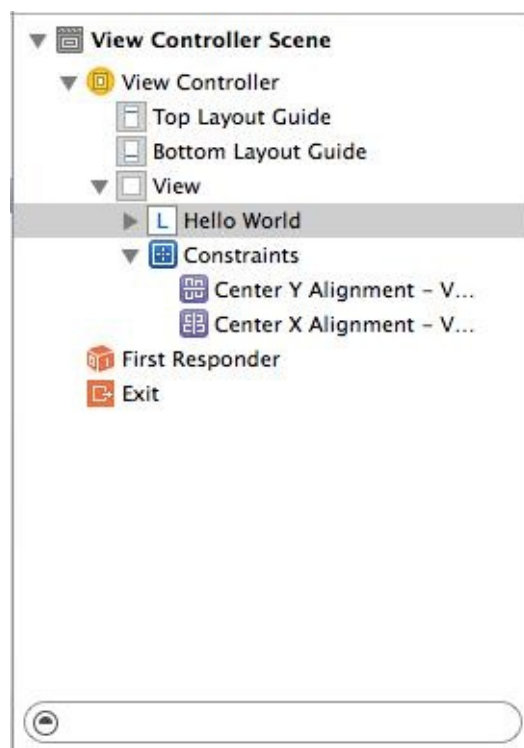 View Controller Scene
View Controller
Top Layout Guide
Bottom Layout Guide
View
L Hello World
Constraints
Center Y Alignment – V...
Center X Alignment – V...
First Responder
Exit